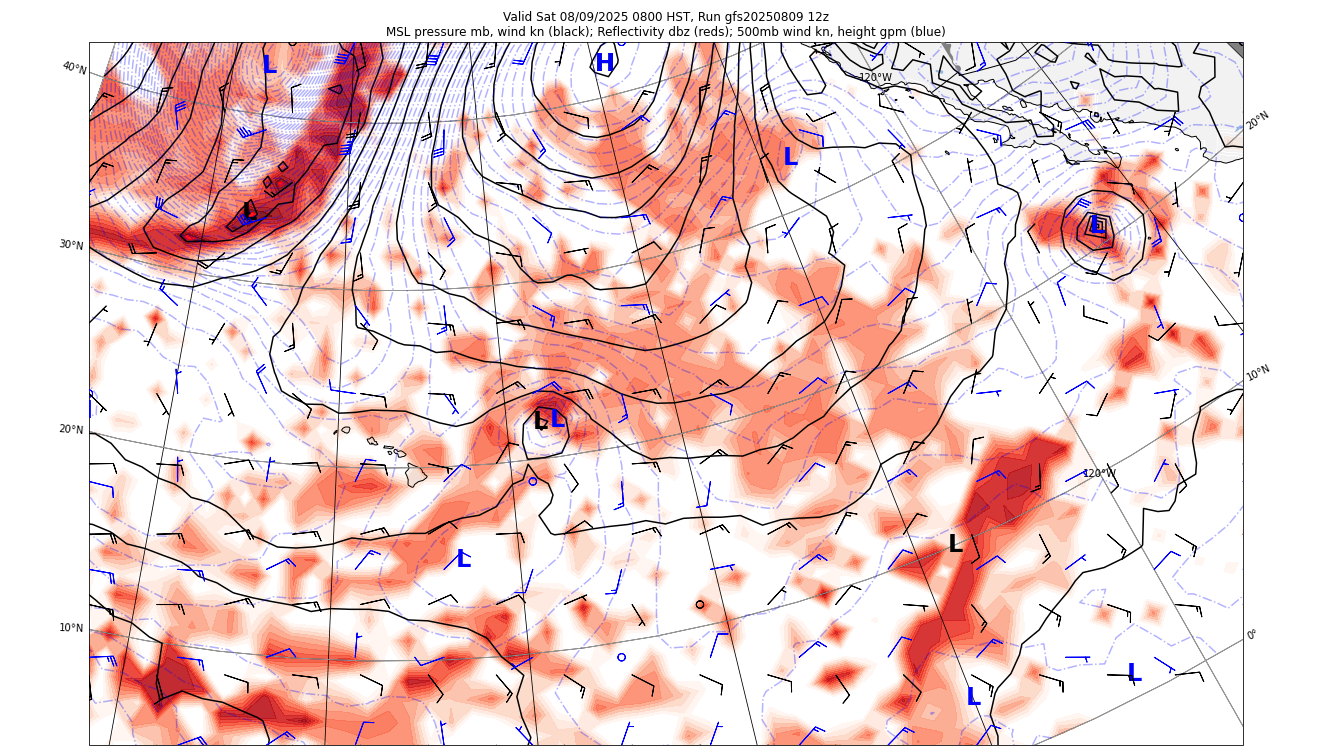 Valid Sat 08/09/2025 0800 HST, Run gfs20250809 12z
MSL pressure mb, wind kn (black); Reflectivity dbz (reds); 500mb wind kn, height gpm (blue)
L
H
40°N
120°W
20°N
L
L
L
L
30°N
10°N
L
L
20°N
120°W
L
L
10°N
0°
L
L